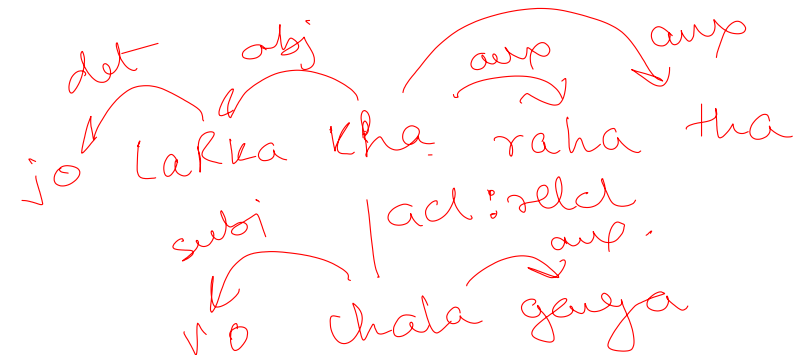 det obj aux aux
jo LaRka kha raha tha
subj acl:relcl aux.
vo chala gaya